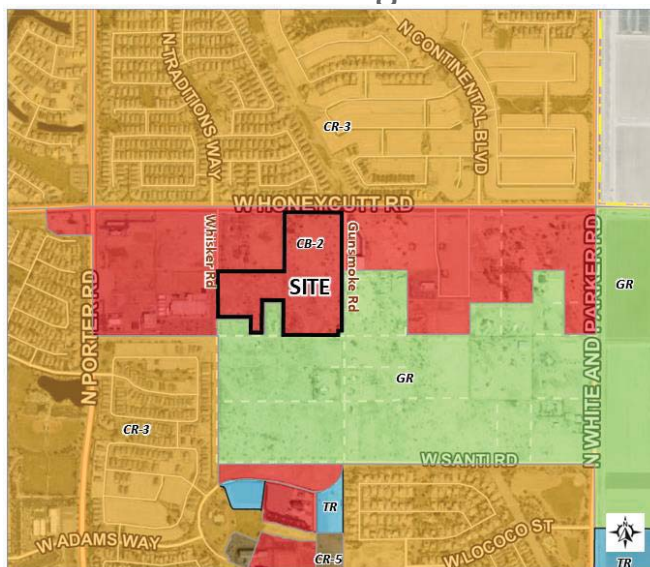 N TRADITIONS WAY
N CONTINENTAL BLVD
CR-3
W HONEYCUTT RD
Whisker Rd
CB-2
Gunsmoke Rd
SITE
N PORTER RD
N WHITE AND PARKER RD
GR
GR
CR-3
W SANTI RD
TR
W ADAMS WAY
CR-5
W LOCOCO ST
N
TR